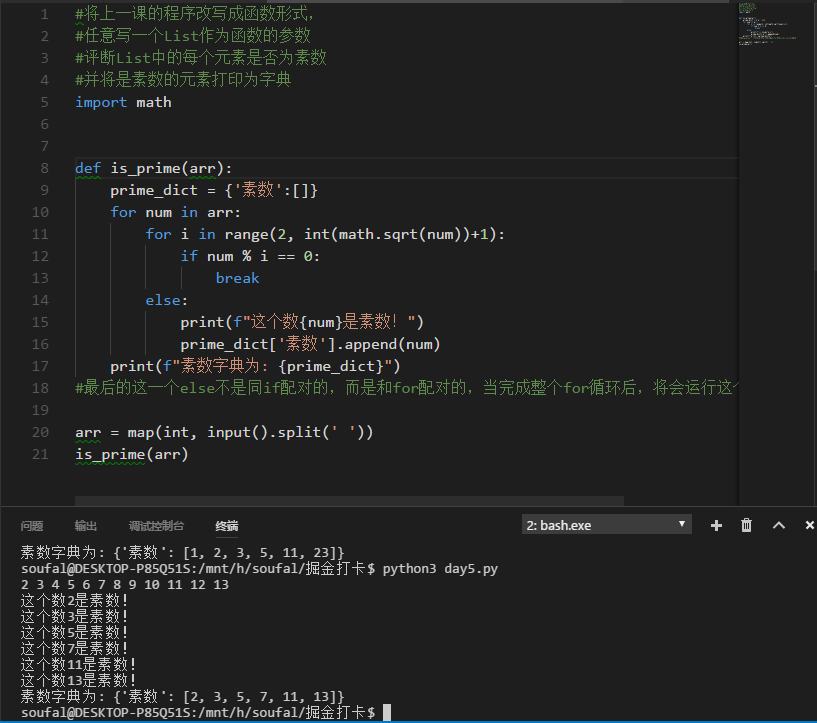 1 #将上一课的程序改写成函数形式，
2 #任意写一个List作为函数的参数
3 #评断List中的每个元素是否为素数
4 #并将是素数的元素打印为字典
5 import math
6
7
8 def is_prime(arr):
9 prime_dict = {'素数':[]}
10 for num in arr:
11 for i in range(2, int(math.sqrt(num))+1):
12 if num % i == 0:
13 break
14 else:
15 print(f"这个数{num}是素数！")
16 prime_dict['素数'].append(num)
17 print(f"素数字典为：{prime_dict}")
18 #最后的这一个else不是同if配对的，而是和for配对的，当完成整个for循环后，将会运行这
19
20 arr = map(int, input().split(' '))
21 is_prime(arr)
问题 输出 调试控制台 终端 2: bash.exe
素数字典为：{'素数': [1, 2, 3, 5, 11, 23]}
soufal@DESKTOP-P85Q51S:/mnt/h/soufal/掘金打卡$ python3 day5.py
2 3 4 5 6 7 8 9 10 11 12 13
这个数2是素数！
这个数3是素数！
这个数5是素数！
这个数7是素数！
这个数11是素数！
这个数13是素数！
素数字典为：{'素数': [2, 3, 5, 7, 11, 13]}
soufal@DESKTOP-P85Q51S:/mnt/h/soufal/掘金打卡$